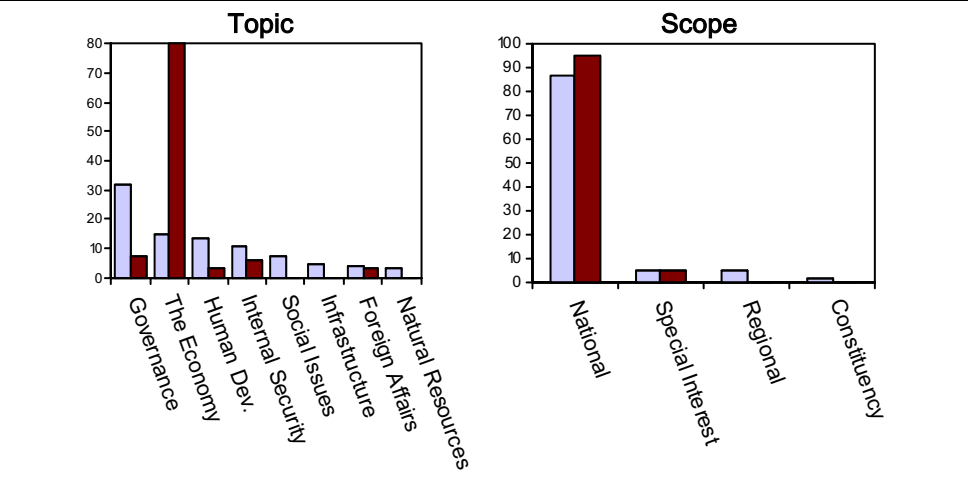 Topic
80
70
60
50
40
30
20
10
0
Governance
The Economy
Human Dev.
Internal Security
Social Issues
Infrastructure
Foreign Affairs
Natural Resources
Scope
100
90
80
70
60
50
40
30
20
10
0
National
Special Interest
Regional
Constituency